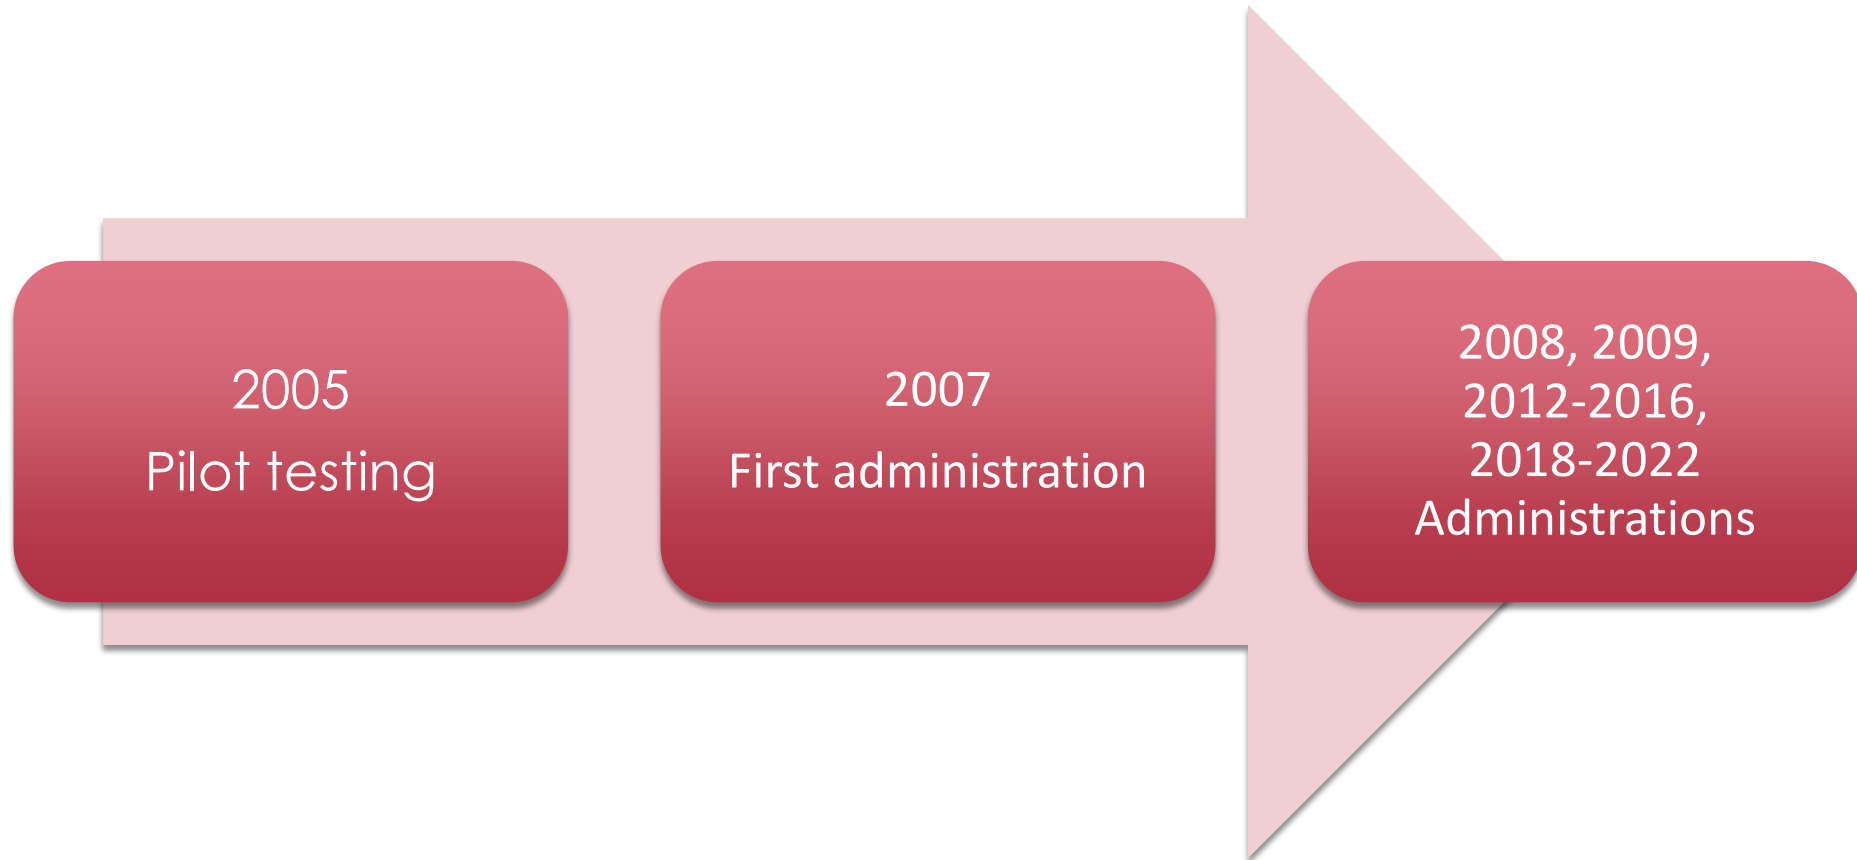 2005
Pilot testing
2007
First administration
2008, 2009,
2012-2016,
2018-2022
Administrations